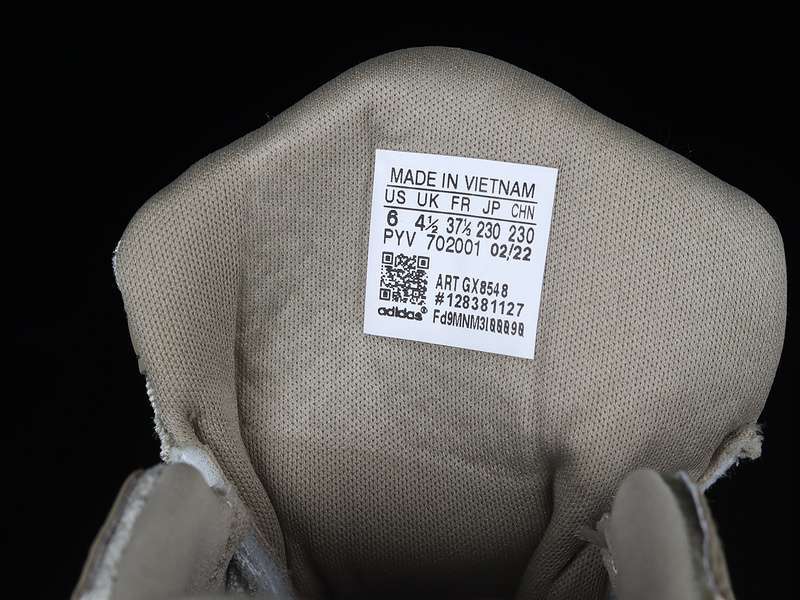 MADE IN VIETNAM
US UK FR JP CHN
6 4½ 37⅓ 230 230
PYV 702001 02/22
ART GX8548
#128381127
adidas®